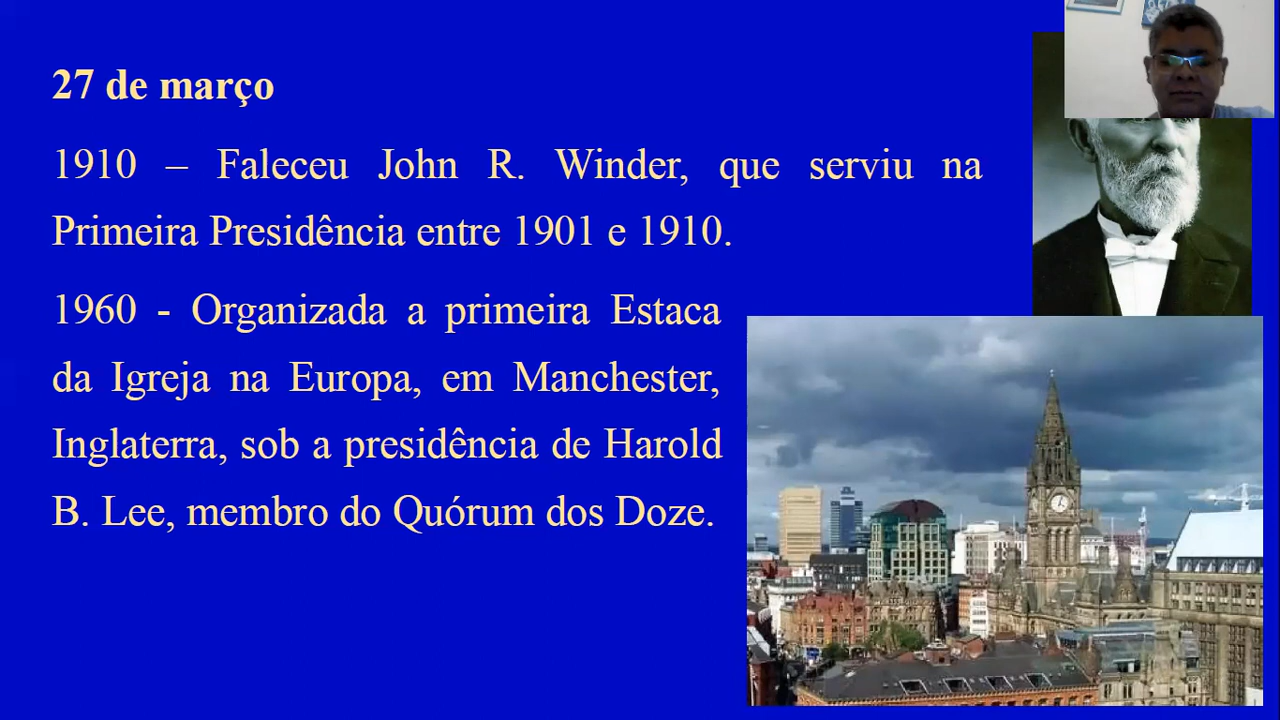 27 de março
1910 – Faleceu John R. Winder, que serviu na
Primeira Presidência entre 1901 e 1910.
1960 - Organizada a primeira Estaca
da Igreja na Europa, em Manchester,
Inglaterra, sob a presidência de Harold
B. Lee, membro do Quórum dos Doze.